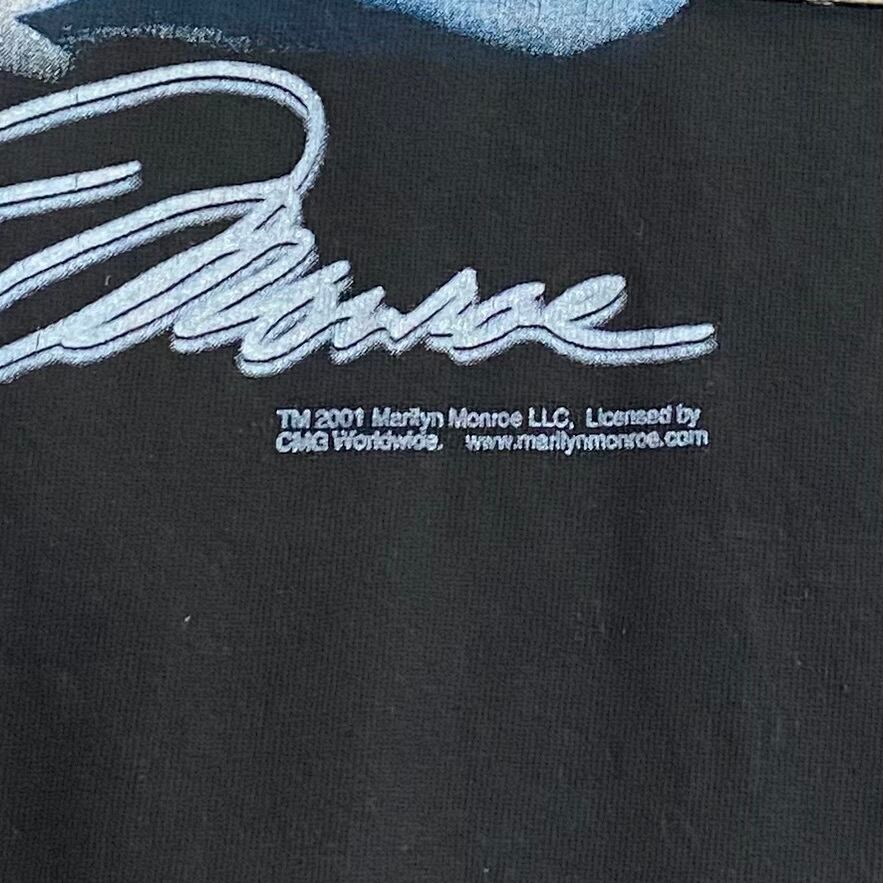 Monroe
TM 2001 Marilyn Monroe LLC, Licensed by
CMG Worldwide. www.marilynmonroe.com